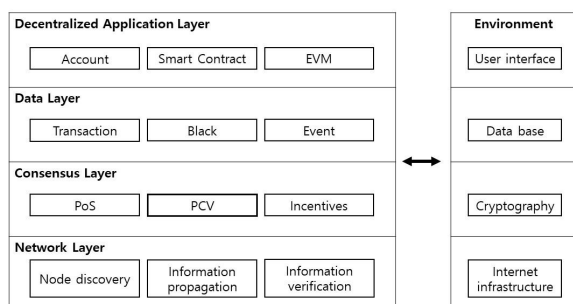 Decentralized Application Layer
Account
Smart Contract
EVM
Data Layer
Transaction
Black
Event
Consensus Layer
PoS
PCV
Incentives
Network Layer
Node discovery
Information
propagation
Information
verification
Environment
User interface
Data base
Cryptography
Internet
infrastructure